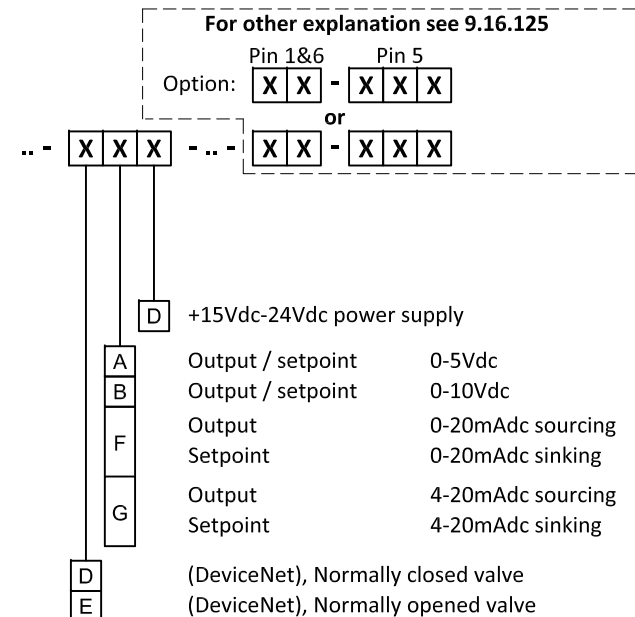 For other explanation see 9.16.125
Pin 1&6 Pin 5
Option: X X - X X X
or
.. - X X X - .. - X X - X X X
D +15Vdc-24Vdc power supply
A Output / setpoint 0-5Vdc
B Output / setpoint 0-10Vdc
F Output 0-20mAdc sourcing
Setpoint 0-20mAdc sinking
G Output 4-20mAdc sourcing
Setpoint 4-20mAdc sinking
D (DeviceNet), Normally closed valve
E (DeviceNet), Normally opened valve